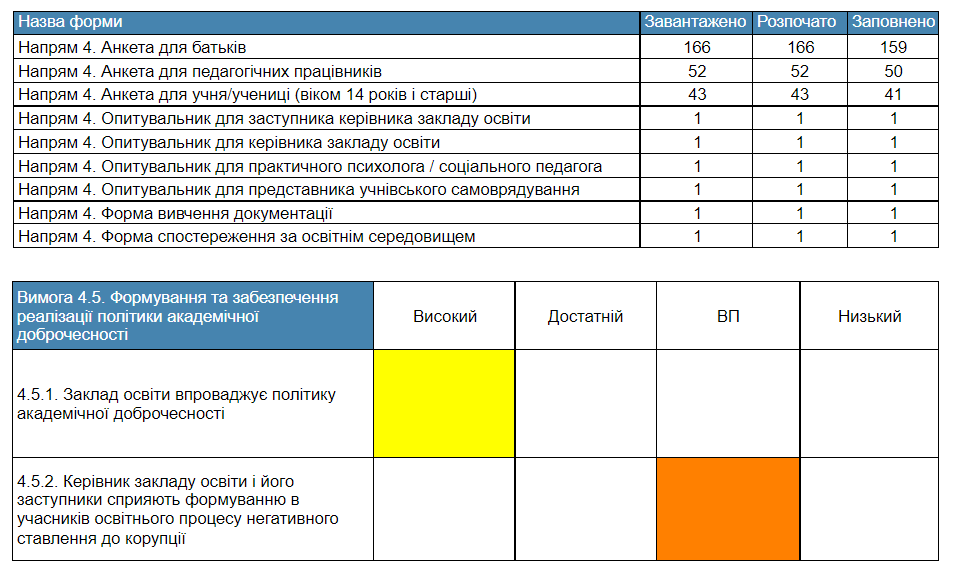 Назва форми Завантажено Розпочато Заповнено
Напрям 4. Анкета для батьків 166 166 159
Напрям 4. Анкета для педагогічних працівників 52 52 50
Напрям 4. Анкета для учня/учениці (віком 14 років і старші) 43 43 41
Напрям 4. Опитувальник для заступника керівника закладу освіти 1 1 1
Напрям 4. Опитувальник для керівника закладу освіти 1 1 1
Напрям 4. Опитувальник для практичного психолога / соціального педагога 1 1 1
Напрям 4. Опитувальник для представника учнівського самоврядування 1 1 1
Напрям 4. Форма вивчення документації 1 1 1
Напрям 4. Форма спостереження за освітнім середовищем 1 1 1
Вимога 4.5. Формування та забезпечення
реалізації політики академічної
доброчесності
Високий Достатній ВП Низький
4.5.1. Заклад освіти впроваджує політику
академічної доброчесності
4.5.2. Керівник закладу освіти і його
заступники сприяють формуванню в
учасників освітнього процесу негативного
ставлення до корупції